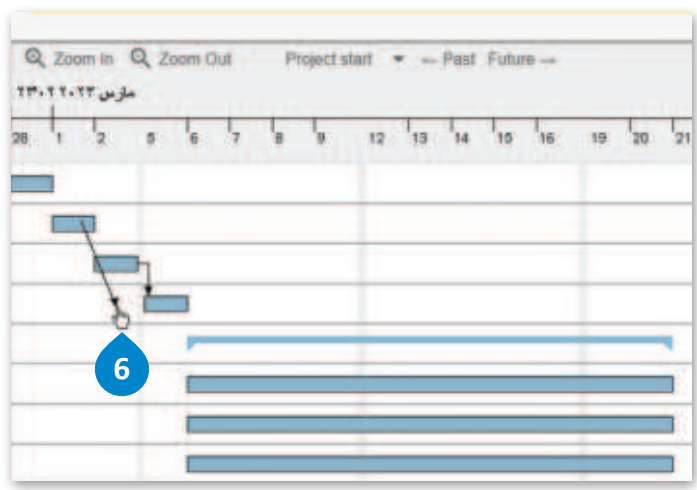 Zoom In Zoom Out Project start ← Past Future →
مارس ٢٠٢٣
28 1 2 5 6 7 8 9 12 13 14 15 16 19 20 21
6